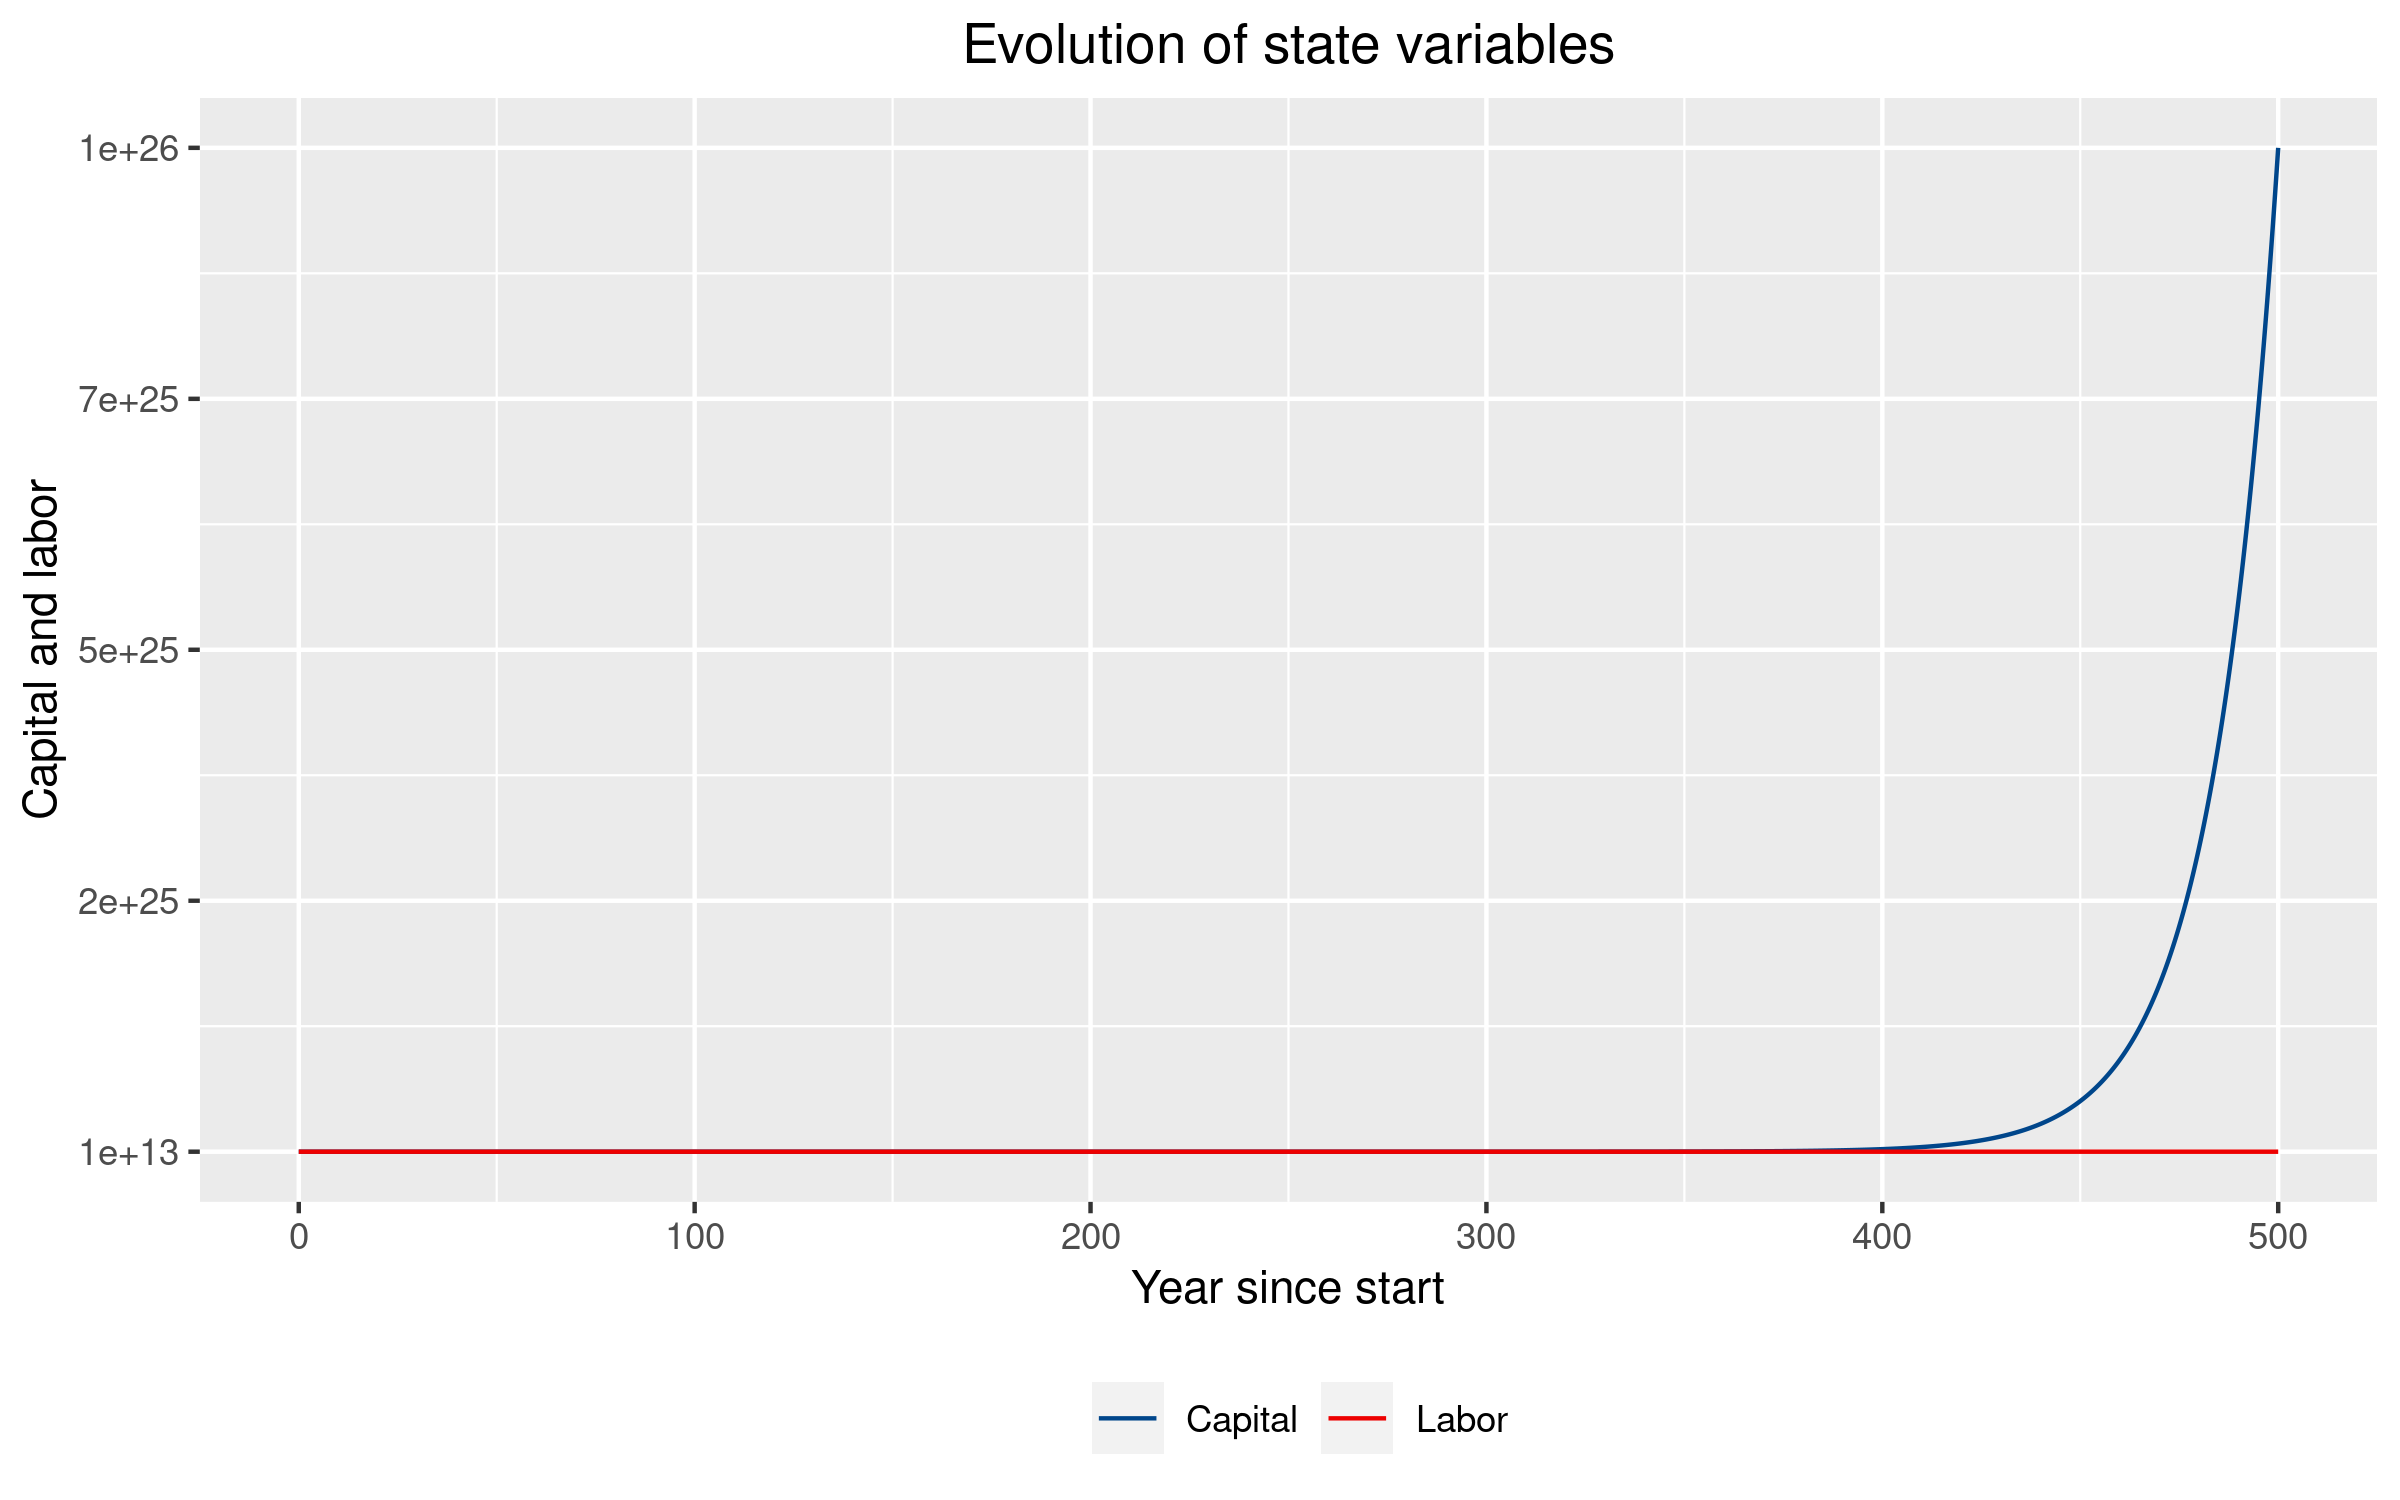 Evolution of state variables
1e+26
7e+25
5e+25
2e+25
1e+13
Capital and labor
0 100 200 300 400 500
Year since start
Capital Labor